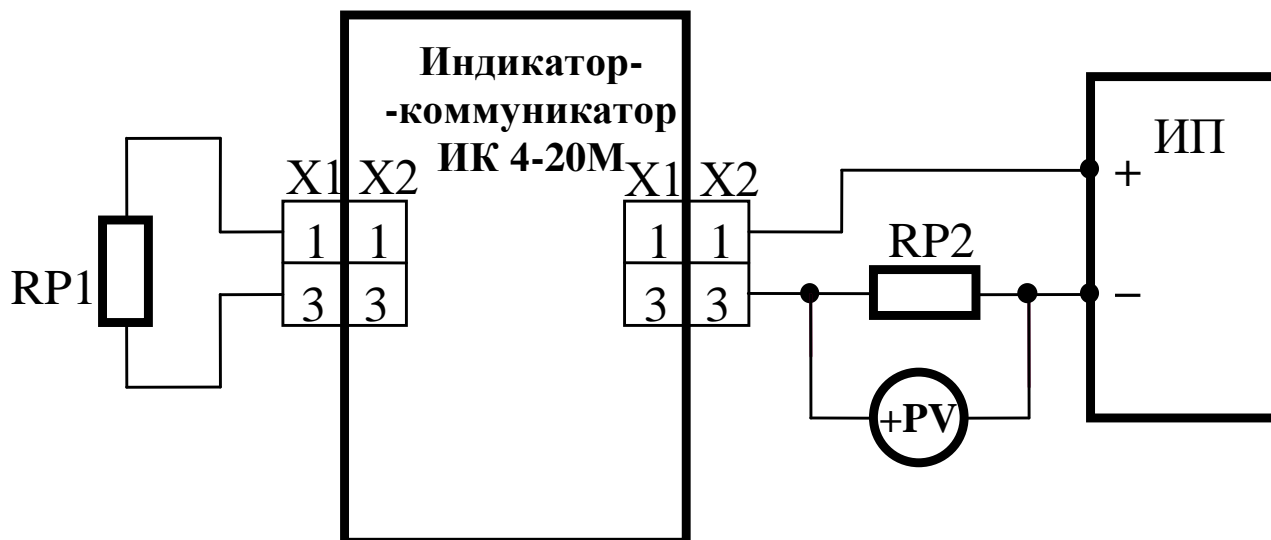 Индикатор-
-коммуникатор
ИК 4-20М
X1 X2
1 1
3 3
RP1
X1 X2
1 1
3 3
RP2
+PV
ИП
+
–